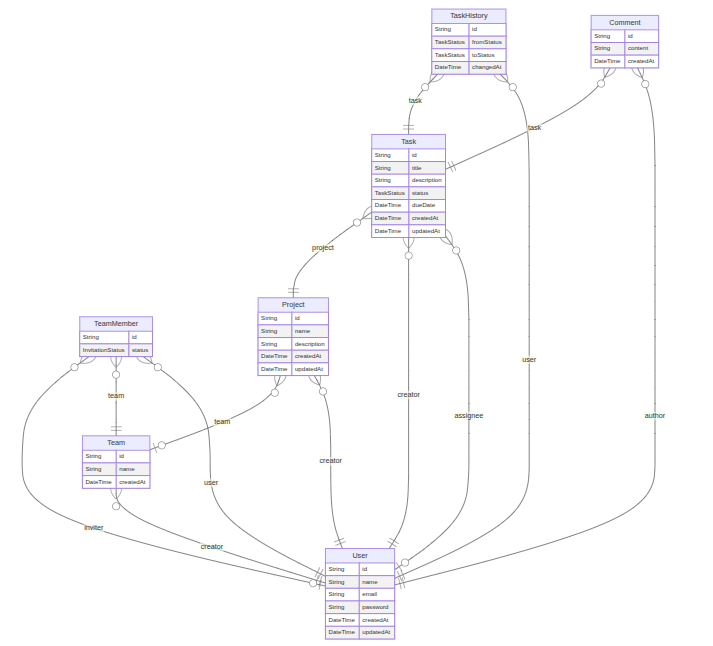 TaskHistory
String id
TaskStatus fromStatus
TaskStatus toStatus
DateTime changedAt
Comment
String id
String content
DateTime createdAt
task
task
Task
String id
String title
String description
TaskStatus status
DateTime dueDate
DateTime createdAt
DateTime updatedAt
project
Project
String id
String name
String description
DateTime createdAt
DateTime updatedAt
TeamMember
String id
InvitationStatus status
user
team
creator
assignee
author
team
Team
String id
String name
DateTime createdAt
creator
user
inviter
creator
User
String id
String name
String email
String password
DateTime createdAt
DateTime updatedAt